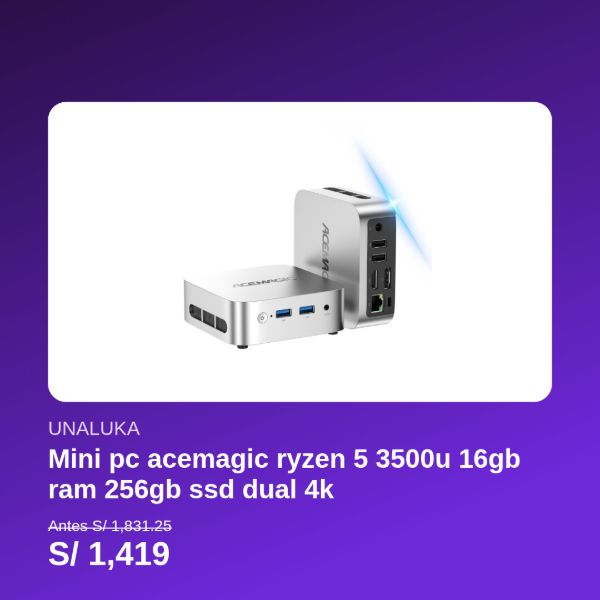 ACEMAGIC
ACEMAGIC
UNALUKA
Mini pc acemagic ryzen 5 3500u 16gb
ram 256gb ssd dual 4k
Antes S/ 1,831.25
S/ 1,419